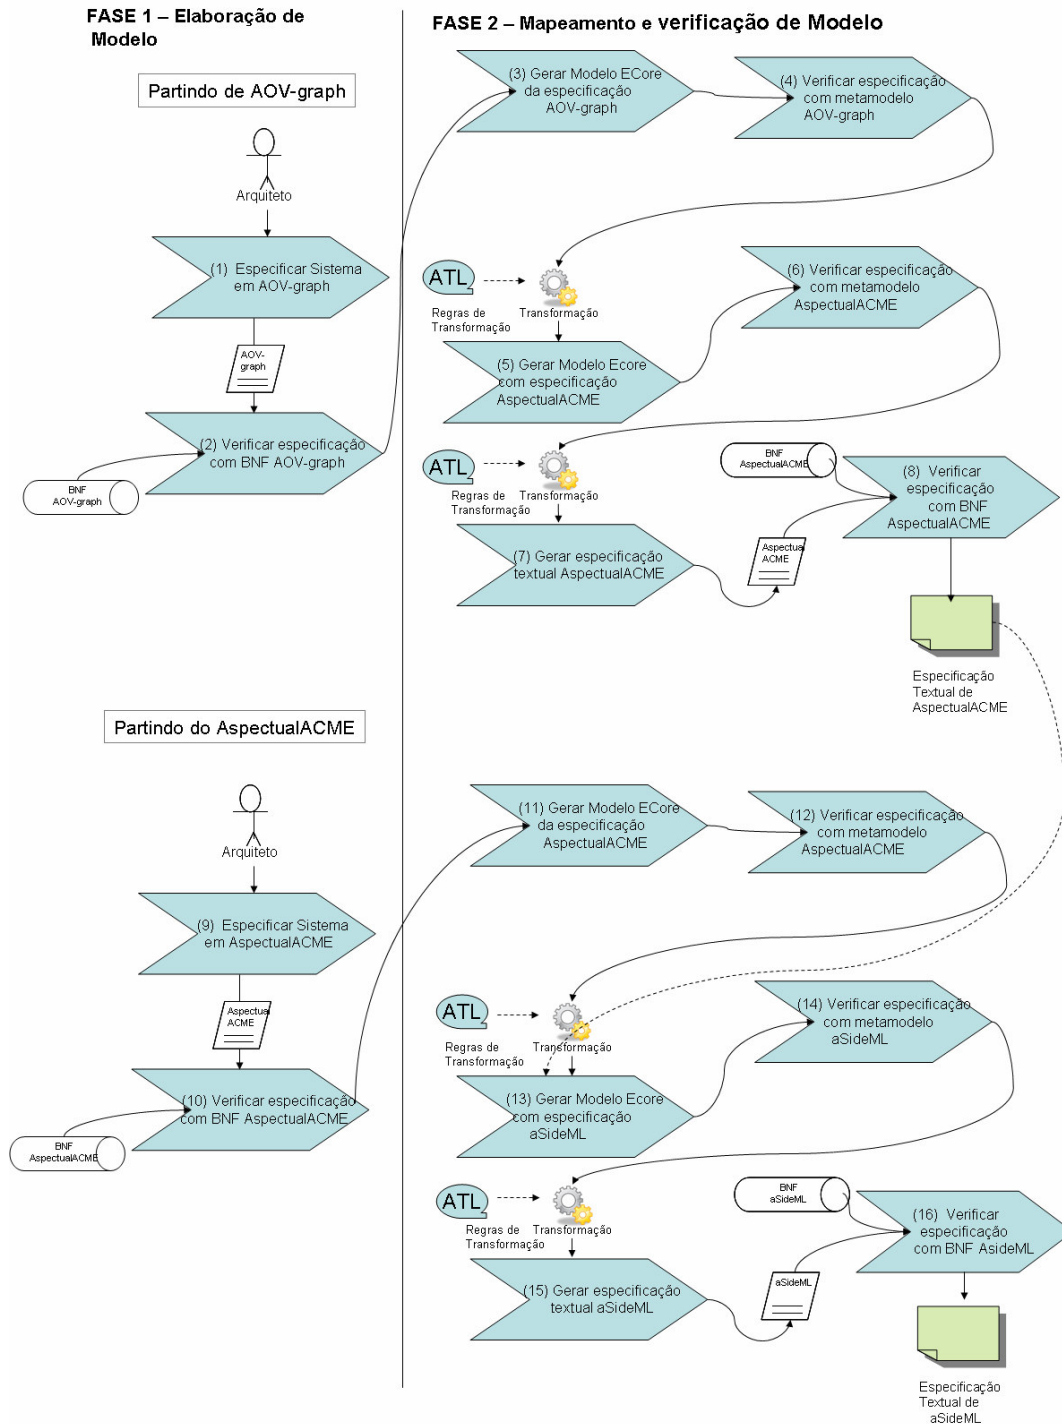 FASE 1 – Elaboração de
Modelo
FASE 2 – Mapeamento e verificação de Modelo
Partindo de AOV-graph
Arquiteto
(1) Especificar Sistema
em AOV-graph
AOV-
graph
(2) Verificar especificação
com BNF AOV-graph
BNF
AOV-graph
(3) Gerar Modelo ECore
da especificação
AOV-graph
(4) Verificar especificação
com metamodelo
AOV-graph
ATL
Regras de
Transformação
Transformação
(5) Gerar Modelo Ecore
com especificação
AspectualACME
(6) Verificar especificação
com metamodelo
AspectualACME
ATL
Regras de
Transformação
Transformação
(7) Gerar especificação
textual AspectualACME
BNF
AspectualACME
Aspectual
ACME
(8) Verificar
especificação
com BNF
AspectualACME
Especificação
Textual de
AspectualACME
Partindo do AspectualACME
Arquiteto
(9) Especificar Sistema
em AspectualACME
Aspectual
ACME
(10) Verificar especificação
com BNF AspectualACME
BNF
AspectualACME
(11) Gerar Modelo ECore
da especificação
AspectualACME
(12) Verificar especificação
com metamodelo
AspectualACME
ATL
Regras de
Transformação
Transformação
(13) Gerar Modelo Ecore
com especificação
aSideML
(14) Verificar especificação
com metamodelo
aSideML
ATL
Regras de
Transformação
Transformação
(15) Gerar especificação
textual aSideML
BNF
aSideML
aSideML
(16) Verificar
especificação
com BNF AsideML
Especificação
Textual de
aSideML